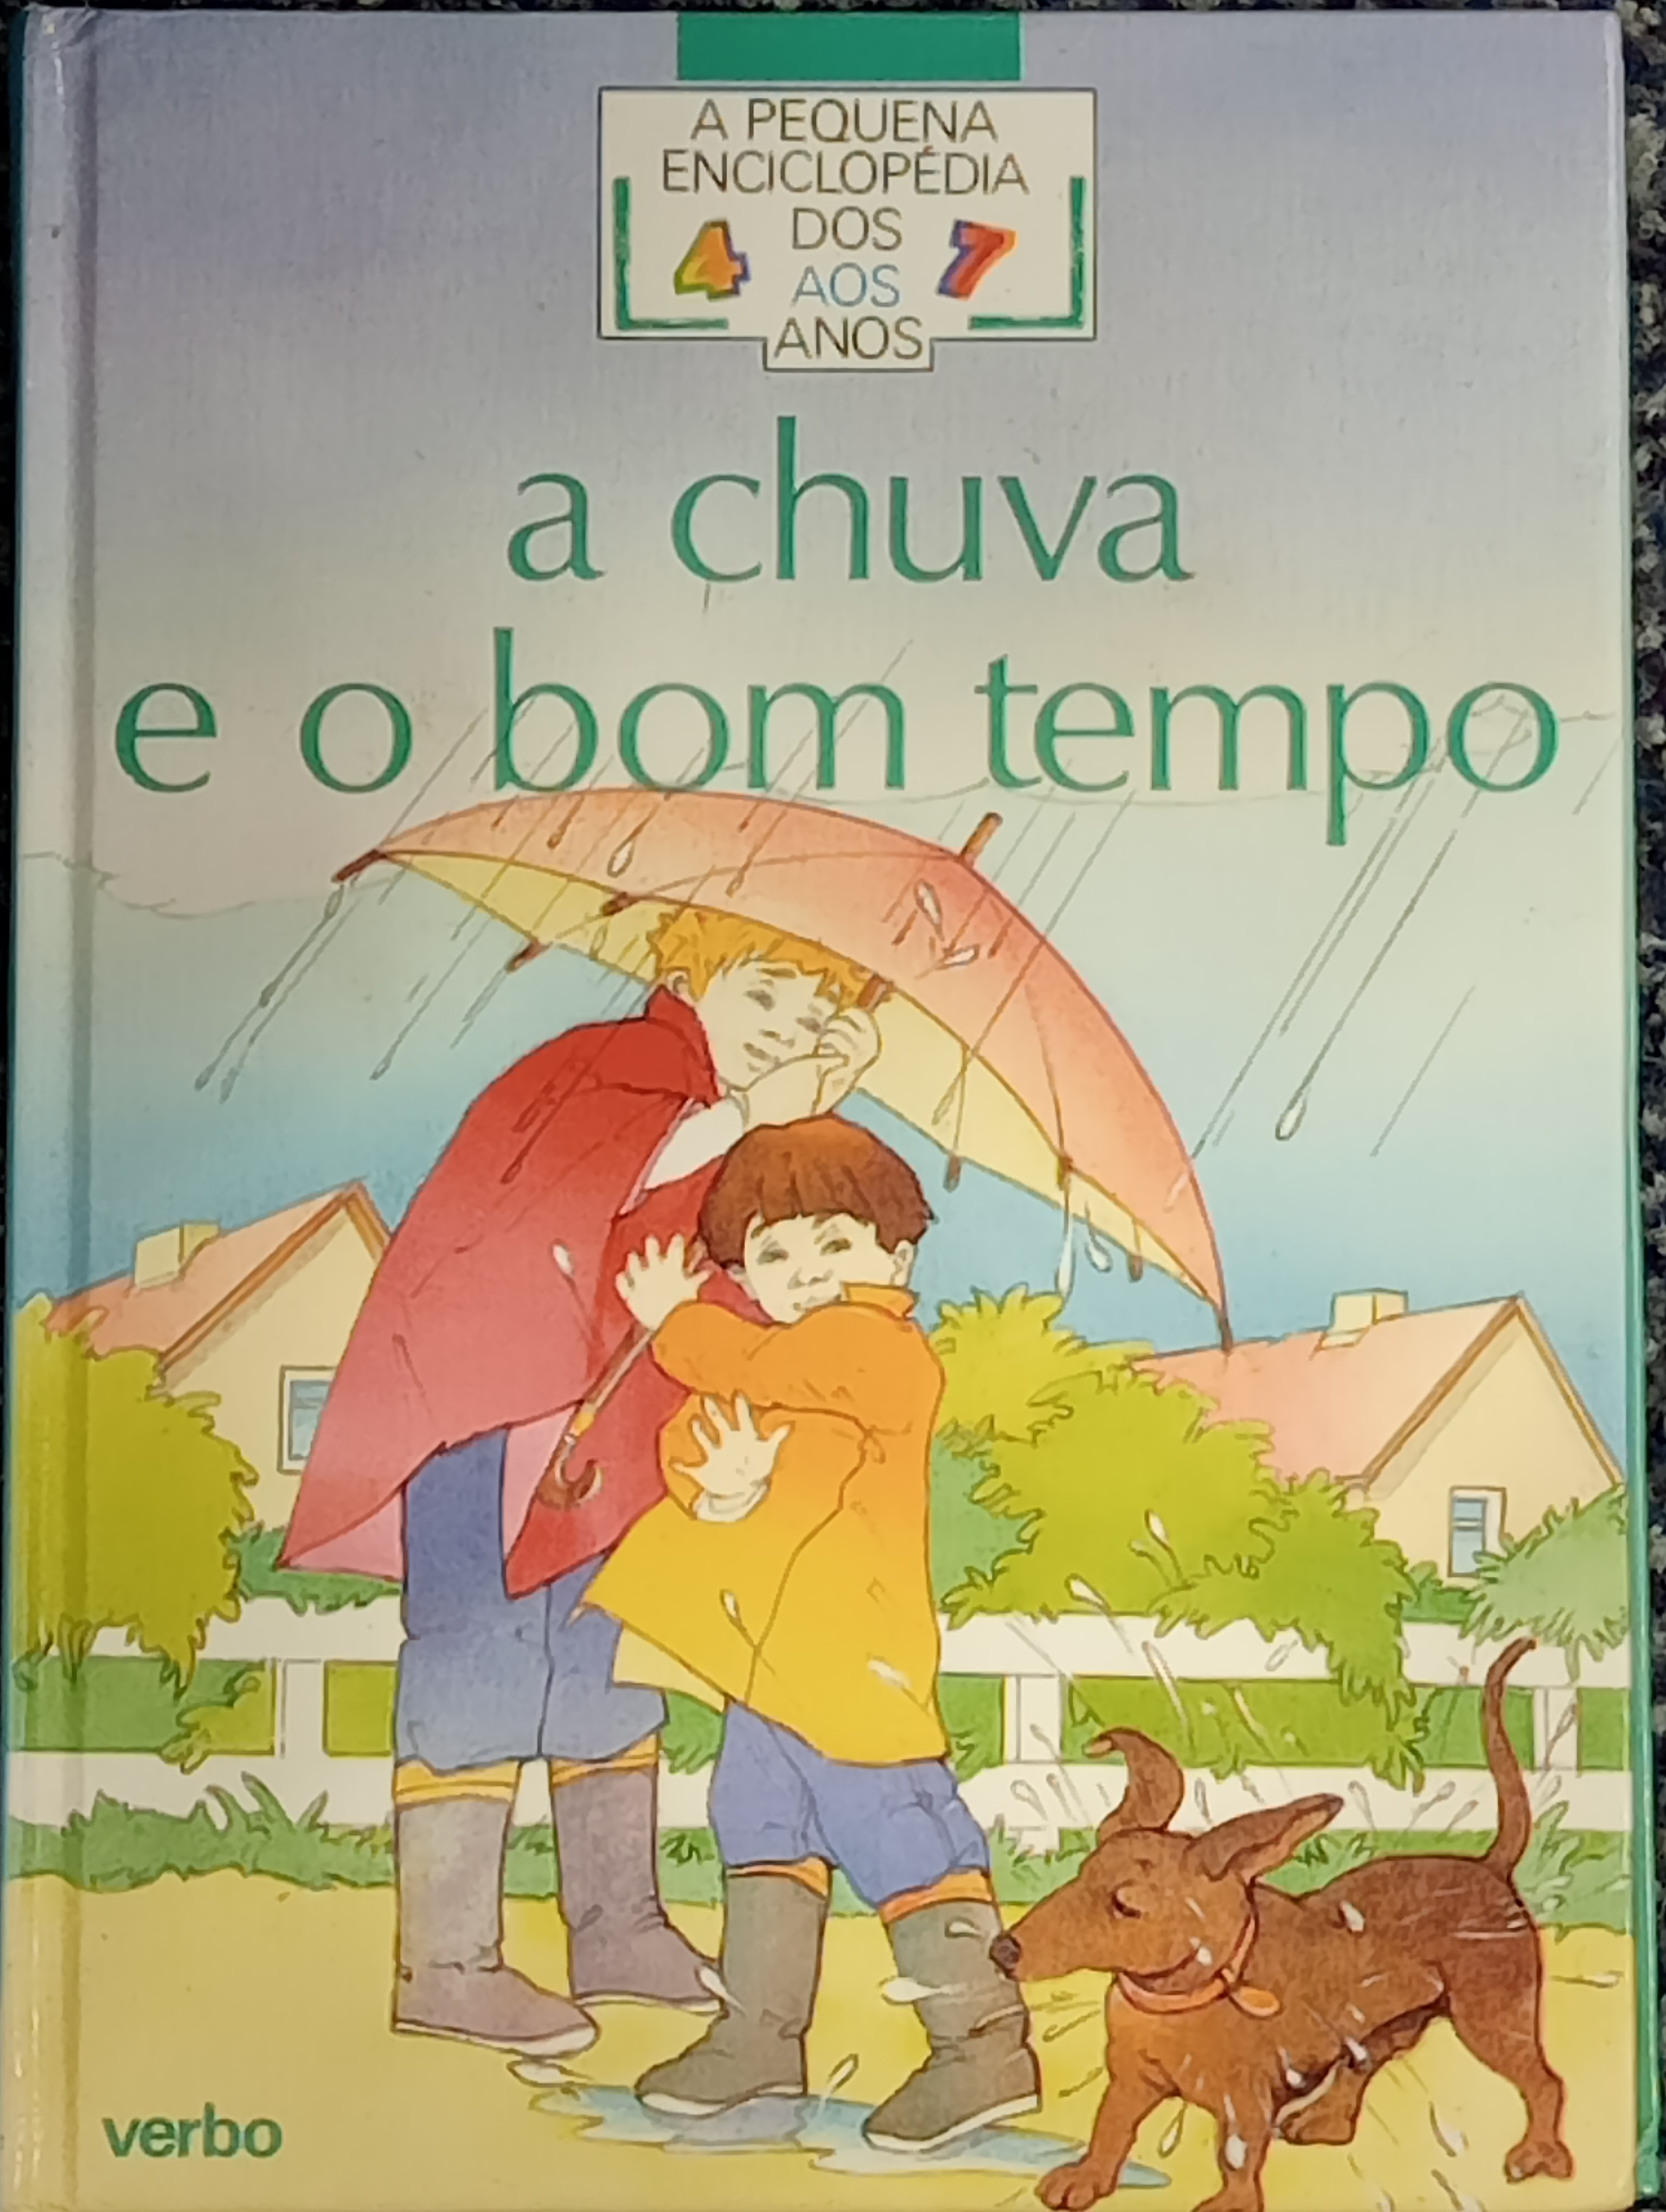 A PEQUENA
ENCICLOPÉDIA
DOS
4 AOS 7
ANOS
a chuva
e o bom tempo
verbo